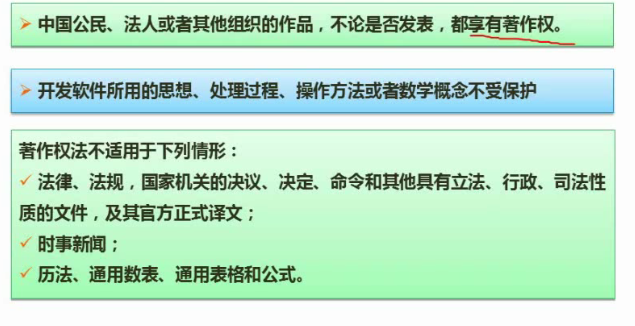 中国公民、法人或者其他组织的作品，不论是否发表，都享有著作权。
开发软件所用的思想、处理过程、操作方法或者数学概念不受保护
著作权法不适用于下列情形：
法律、法规，国家机关的决议、决定、命令和其他具有立法、行政、司法性
质的文件，及其官方正式译文；
时事新闻；
历法、通用数表、通用表格和公式。